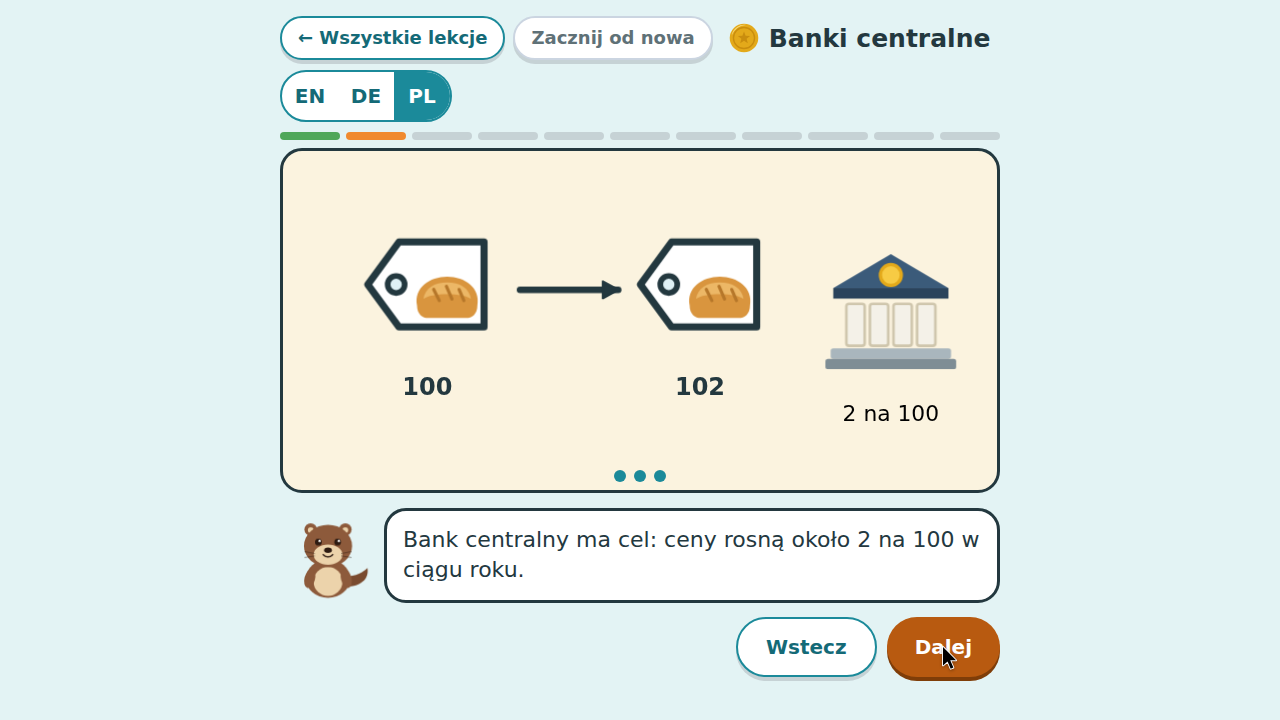 ← Wszystkie lekcje
Zacznij od nowa
Banki centralne
EN DE PL
100
102
2 na 100
Bank centralny ma cel: ceny rosną około 2 na 100 w
ciągu roku.
Wstecz
Dalej